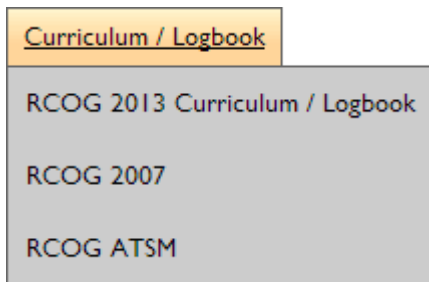 Curriculum / Logbook
RCOG 2013 Curriculum / Logbook
RCOG 2007
RCOG ATSM